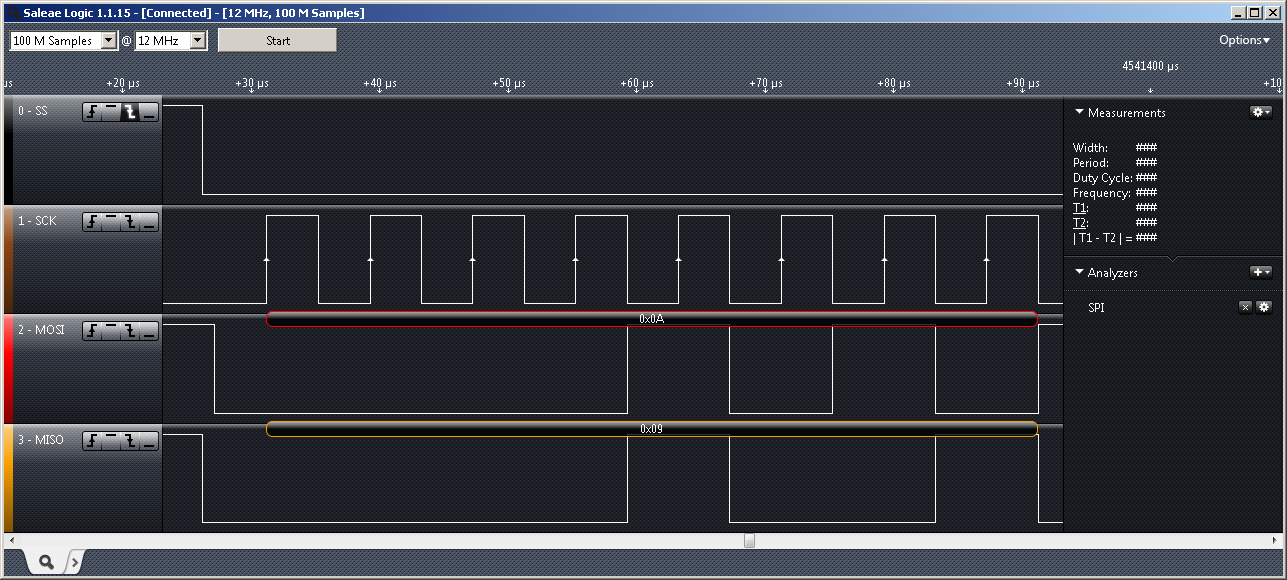 Saleae Logic 1.1.15 - [Connected] - [12 MHz, 100 M Samples]
100 M Samples @ 12 MHz Start Options
4541400 µs
µs +20 µs +30 µs +40 µs +50 µs +60 µs +70 µs +80 µs +90 µs +10
0 - SS
Measurements
Width: ###
Period: ###
Duty Cycle: ###
Frequency: ###
T1: ###
T2: ###
| T1 - T2 | = ###
1 - SCK
Analyzers
SPI
2 - MOSI
0x0A
3 - MISO
0x09